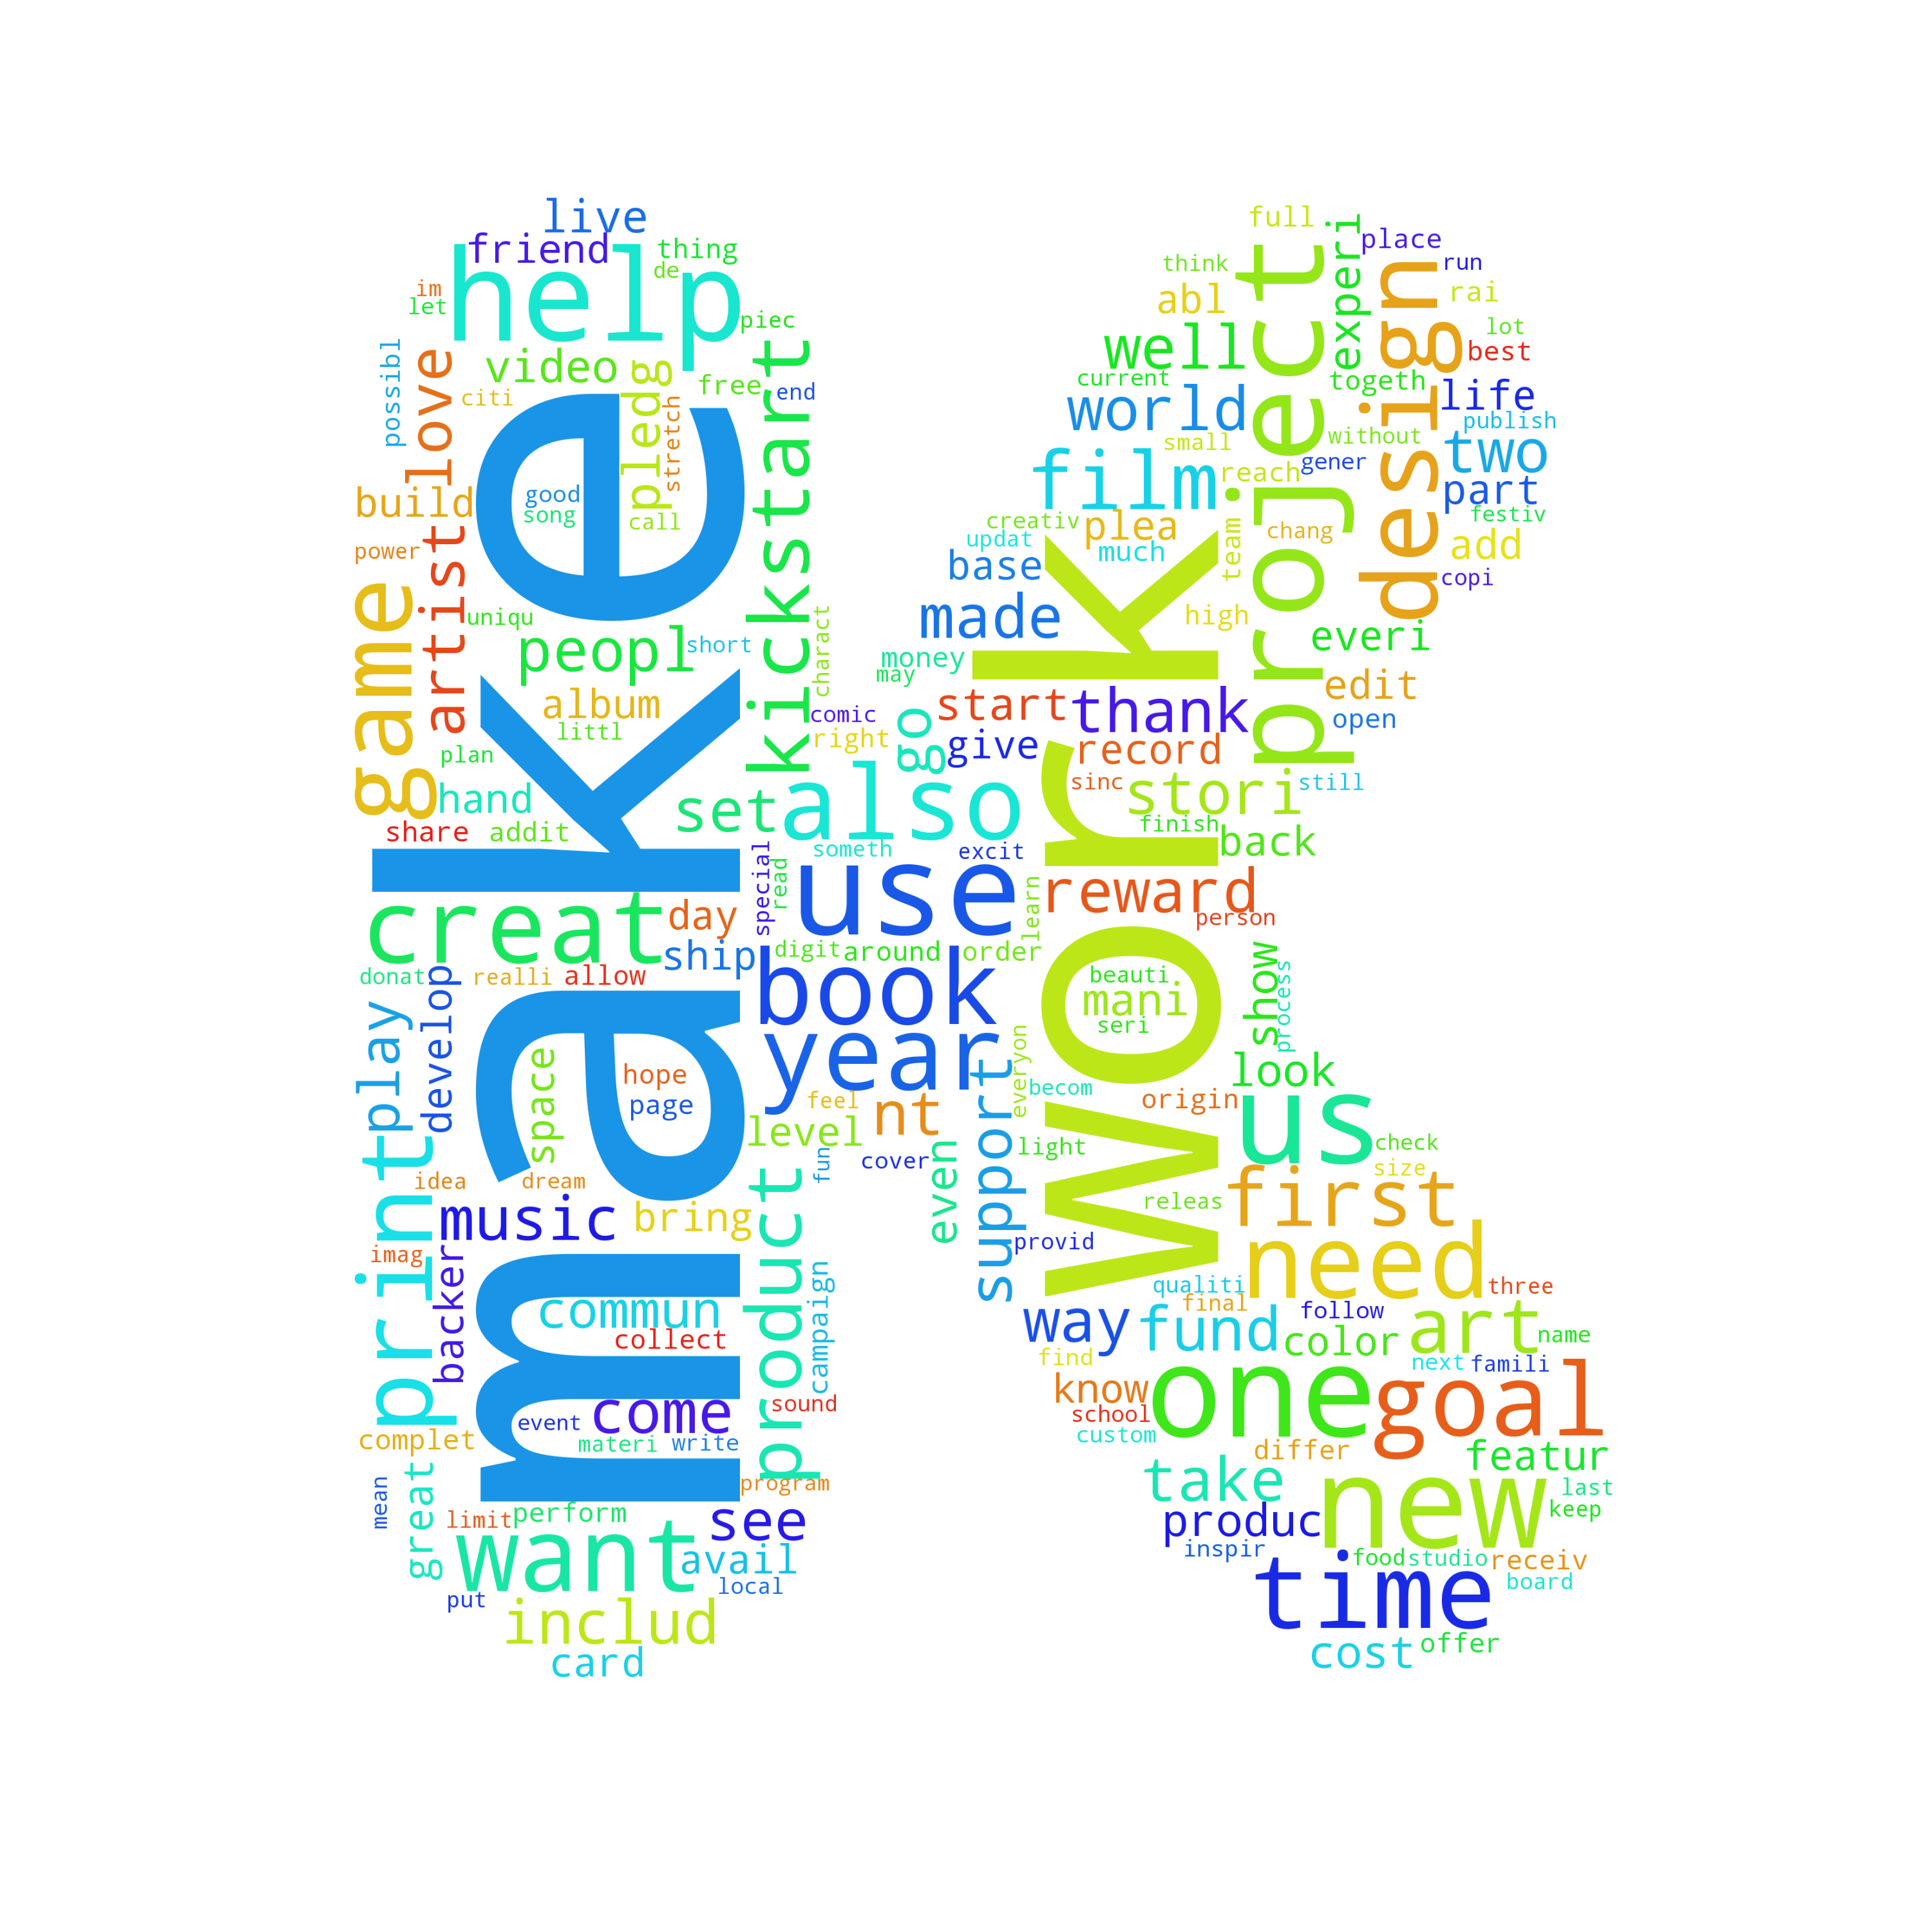 live
friend
thing
de
help
im
let
piec
possibl
love
video
pledg
free
end
citi
stretch
kickstart
make
build
good
song
call
artist
power
game
uniqu
peopl
short
charact
album
littl
comic
right
plan
hand
set
share
addit
also
go
someth
excit
special
read
use
creat
day
ship
digit
around
order
learn
donat
realli
allow
develop
book
play
year
space
hope
page
feel
nt
level
support
everyon
becom
light
cover
fun
even
idea
dream
print
music
bring
product
provid
imag
backer
campaign
commun
collect
come
event
sound
complet
materi
write
program
great
mean
limit
perform
see
want
avail
local
put
includ
card
full
place
run
think
abl
project
experi
design
rai
lot
best
well
current
togeth
life
world
publish
small
without
two
film
reach
gener
part
creativ
plea
chang
festiv
updat
much
team
add
base
copi
made
high
everi
money
may
work
start
thank
edit
open
give
record
sinc
stori
still
finish
back
reward
person
beauti
mani
seri
show
process
look
origin
us
check
size
releas
first
need
qualiti
final
three
way
fund
follow
color
art
name
find
next
famili
know
one
goal
school
custom
differ
featur
take
new
last
keep
produc
inspir
food
studio
receiv
board
time
cost
offer